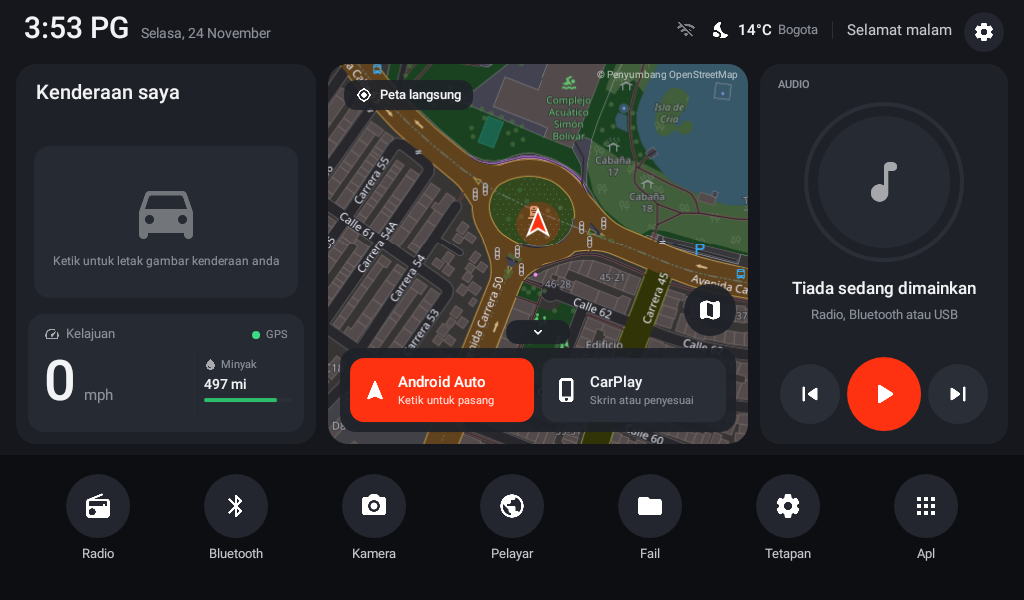 3:53 PG
Selasa, 24 November
14°C Bogota
Selamat malam
Kenderaan saya
Ketik untuk letak gambar kenderaan anda
Kelajuan
GPS
0 mph
Minyak
497 mi
Peta langsung
© Penyumbang OpenStreetMap
Complejo
Acuático
Simón
Bolívar
Isla de
Cría
Cabaña
17
Cabaña
18
Carrera 55
Calle 61
Carrera 54A
Carrera 54
Carrera 53
Carrera 50
Carrera 45
P
45-21
46-28
Avenida Ca
Calle 62
Edificio
Calle 60
Android Auto
Ketik untuk pasang
CarPlay
Skrin atau penyesuai
AUDIO
Tiada sedang dimainkan
Radio, Bluetooth atau USB
Radio
Bluetooth
Kamera
Pelayar
Fail
Tetapan
Apl